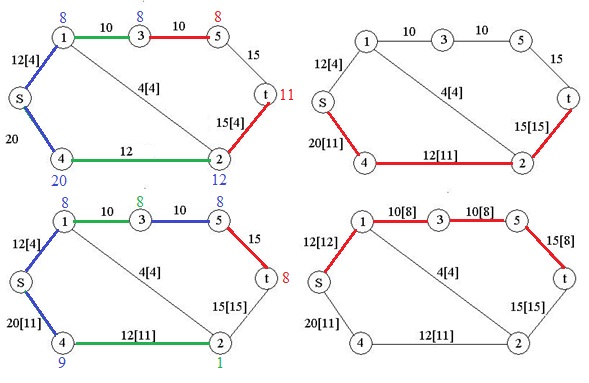 8 10 8 10 8
1 3 5
12[4] 15
4[4]
S t 11
20 15[4]
4 12 2
20 12
10 10
1 3 5
12[4] 15
4[4]
S t
20[11] 15[15]
4 12[11] 2
8 10 8 10 8
1 3 5
12[4] 15
4[4]
S t 8
20[11] 15[15]
4 12[11] 2
9 1
10[8] 10[8]
1 3 5
12[12] 15[8]
4[4]
S t
20[11] 15[15]
4 12[11] 2